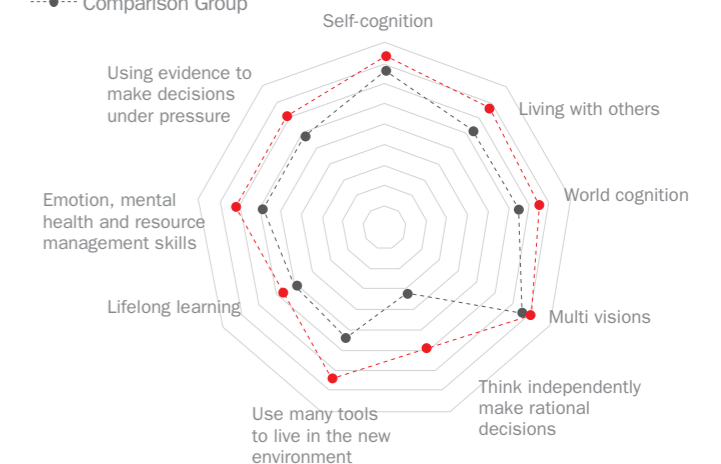 Comparison Group
Self-cognition
Using evidence to
make decisions
under pressure
Living with others
Emotion, mental
health and resource
management skills
World cognition
Lifelong learning
Multi visions
Use many tools
to live in the new
environment
Think independently
make rational
decisions